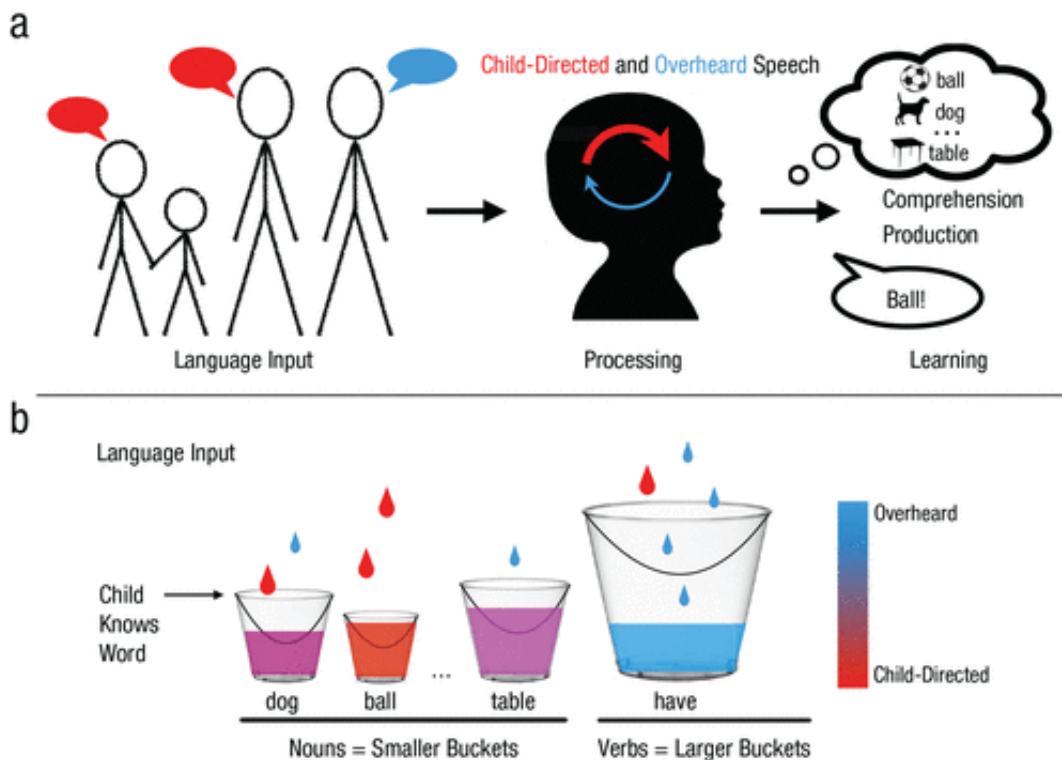 a
Child-Directed and Overheard Speech
ball
dog
...
table
Comprehension
Production
Ball!
Language Input
Processing
Learning
b
Language Input
Overheard
Child
Knows
Word
Child-Directed
...
dog
ball
table
have
Nouns = Smaller Buckets
Verbs = Larger Buckets